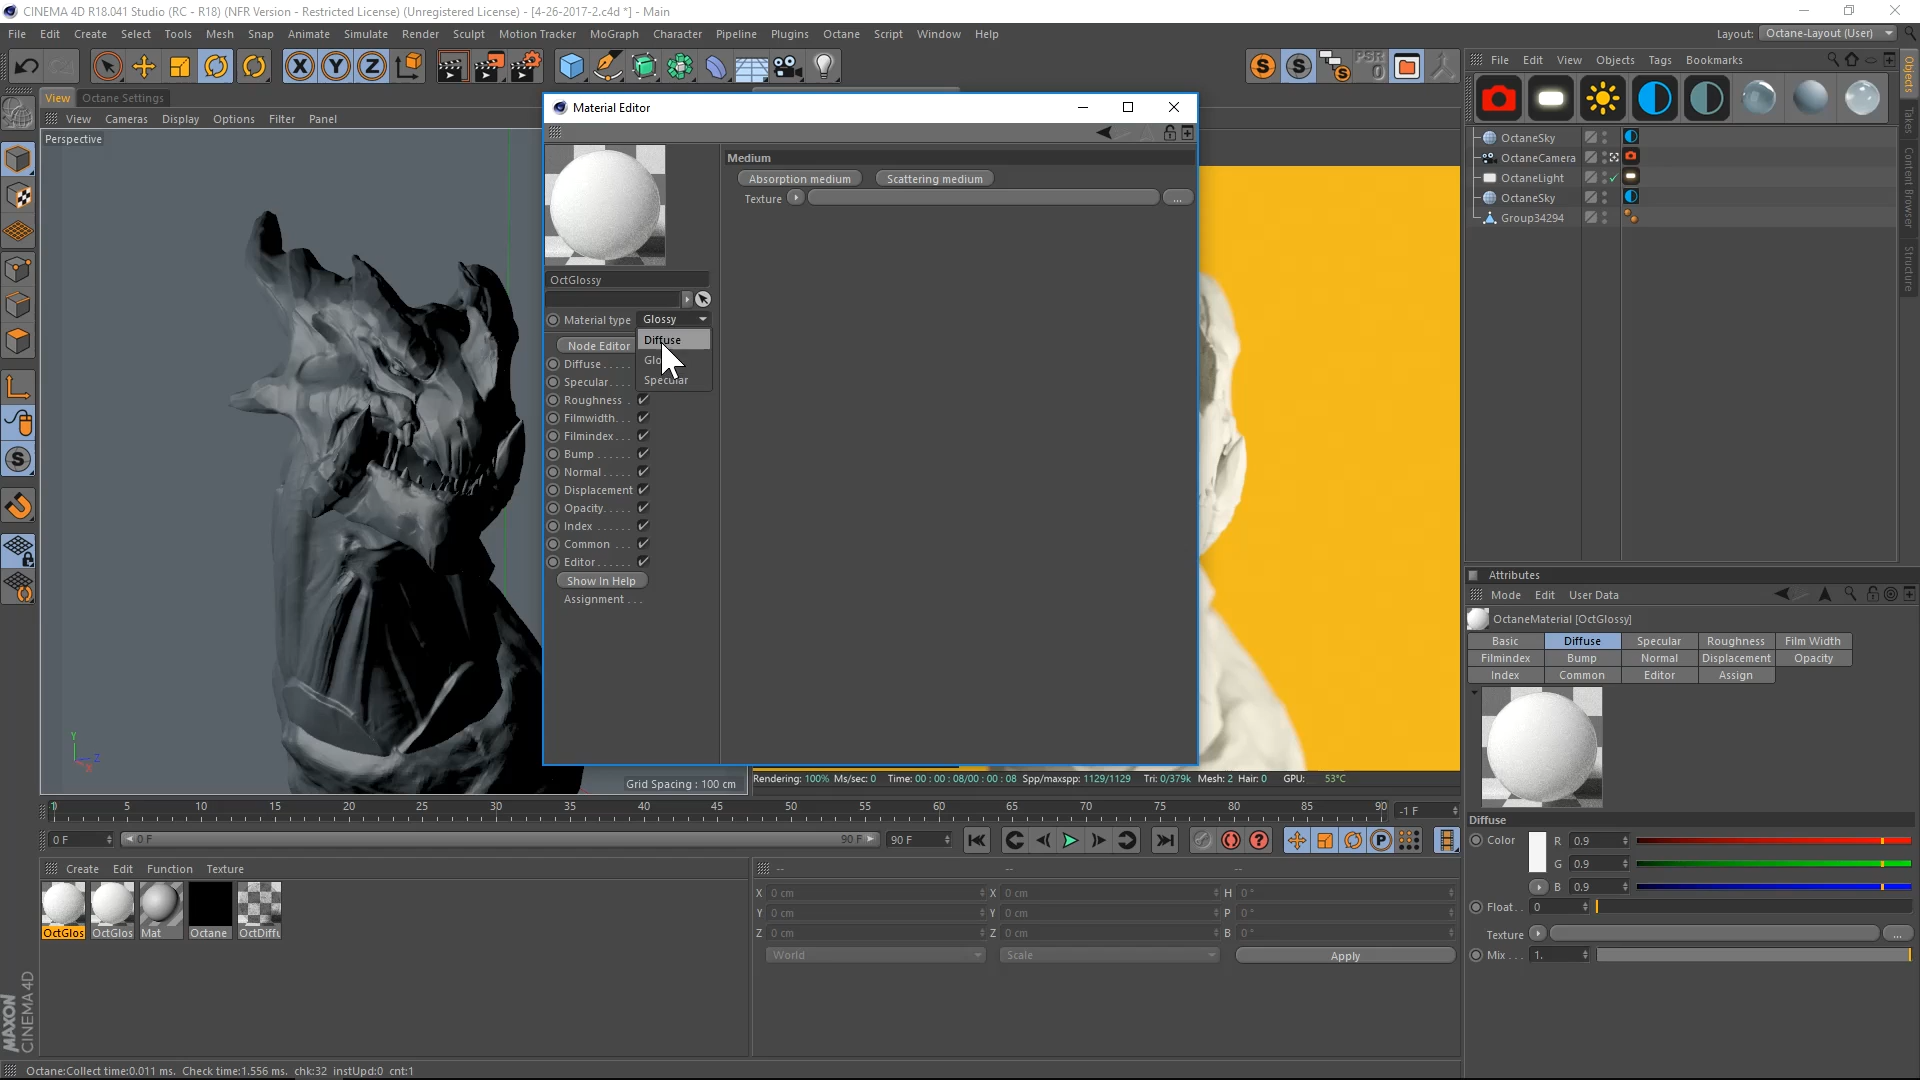 CINEMA 4D R18.041 Studio (RC - R18) (NFR Version - Restricted License) (Unregistered License) - [4-26-2017-2.c4d *] - Main
File Edit Create Select Tools Mesh Snap Animate Simulate Render Sculpt Motion Tracker MoGraph Character Pipeline Plugins Octane Script Window Help
Layout: Octane-Layout (User)
PSR
0
File Edit View Objects Tags Bookmarks
View Octane Settings
View Cameras Display Options Filter Panel
Perspective
Material Editor
Medium
Absorption medium Scattering medium
Texture ...
OctGlossy
Material type Glossy
Diffuse
Specular
Node Editor
Diffuse.....
Specular....
Roughness .
Filmwidth...
Filmindex...
Bump ......
Normal.....
Displacement
Opacity.....
Index ......
Common ...
Editor......
Show In Help
Assignment ...
OctaneSky
OctaneCamera
OctaneLight
OctaneSky
Group34294
Objects
Takes
Content Browser
Structure
Attributes
Mode Edit User Data
OctaneMaterial [OctGlossy]
Basic Diffuse Specular Roughness Film Width
Filmindex Bump Normal Displacement Opacity
Index Common Editor Assign
Diffuse
Color R 0.9
G 0.9
B 0.9
Float.. 0
Texture ...
Mix ... 1.
Y
Z
X
Grid Spacing : 100 cm
Rendering: 100% Ms/sec: 0 Time: 00 : 00 : 08/00 : 00 : 08 Spp/maxspp: 1129/1129 Tri: 0/379k Mesh: 2 Hair: 0 GPU: 53°C
0 5 10 15 20 25 30 35 40 45 50 55 60 65 70 75 80 85 90 -1 F
0 F 0 F 90 F 90 F
Create Edit Function Texture
OctGlos OctGlos Mat Octane OctDiffu
-- -- --
X 0 cm X 0 cm H 0 °
Y 0 cm Y 0 cm P 0 °
Z 0 cm Z 0 cm B 0 °
World Scale Apply
MAXON
CINEMA 4D
Octane:Collect time:0.011 ms. Check time:1.556 ms. chk:32 instUpd:0 cnt:1